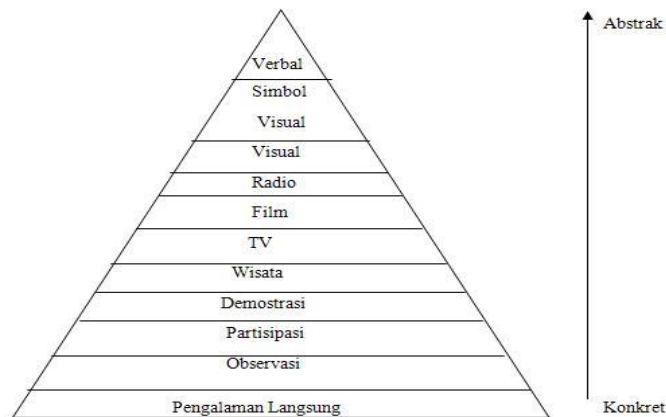 Abstrak
Verbal
Simbol
Visual
Visual
Radio
Film
TV
Wisata
Demostrasi
Partisipasi
Observasi
Pengalaman Langsung
Konkret